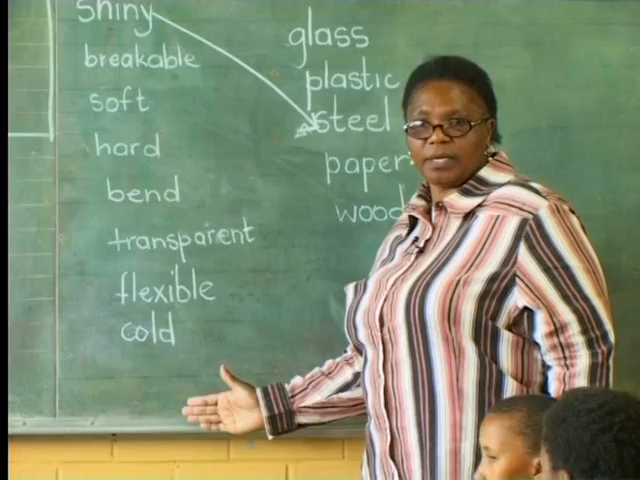 shiny
breakable
soft
hard
bend
transparent
flexible
cold
glass
plastic
steel
paper
wood